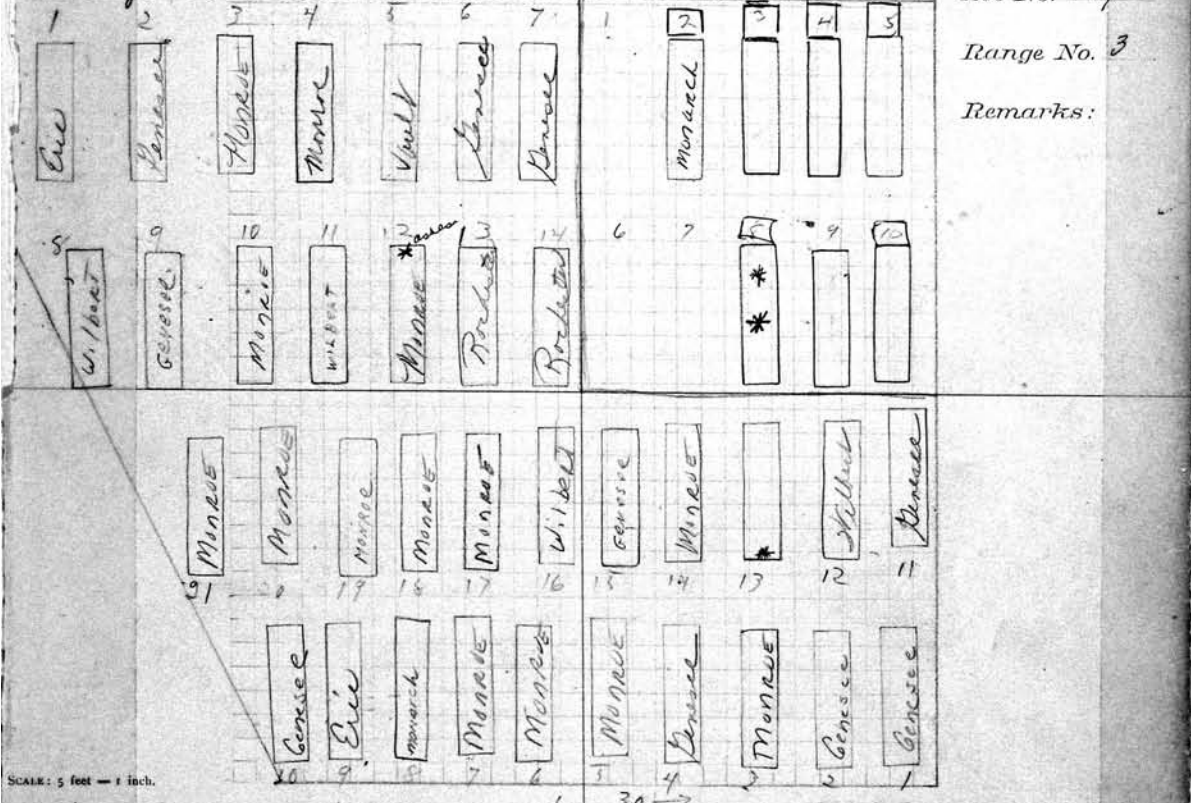 1 2 3 4 5 6 7 1 2 3 4 5
Range No. 3
Erie Genesee MONROE Monroe Vault Genesee Genesee Monarch
Remarks:
8 9 10 11 12 ashes 13 14 6 7 8 9 10
Wilbert Genesee MONROE WILBERT MONROE Rochester Rochester
MONROE MONROE MONROE MONROE MONROE Wilbert Genesee MONROE Wilbert Genesee
21 20 19 18 17 16 15 14 13 12 11
Genesee Erie monarch MONROE MONROE MONROE Genesee MONROE Genesee Genesee
10 9 8 7 6 5 4 3 2 1
SCALE: 5 feet — 1 inch.
30 →